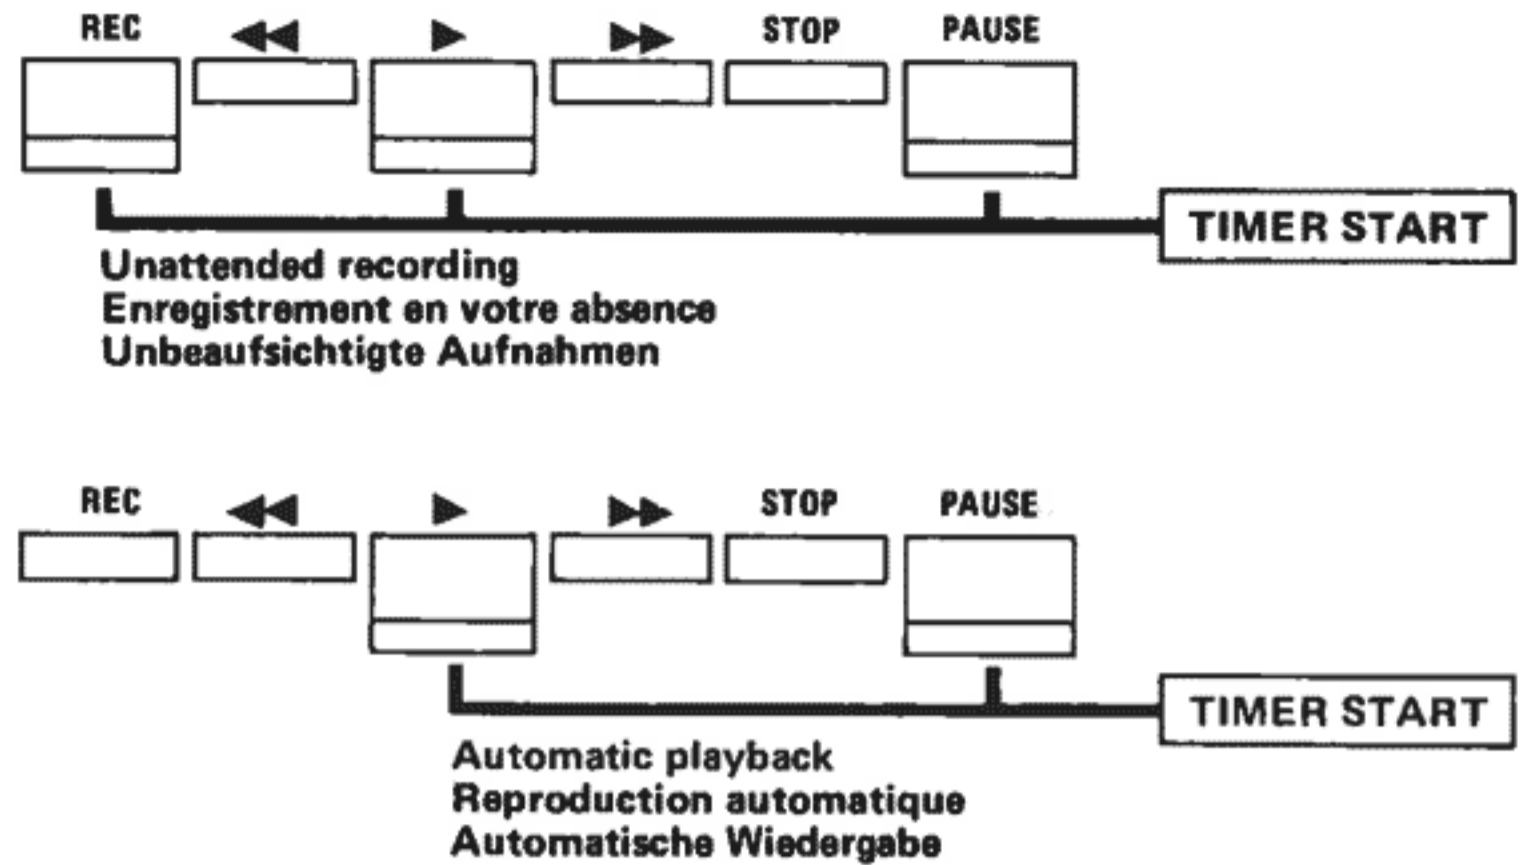 REC ◀◀ ▶ ▶▶ STOP PAUSE
TIMER START
Unattended recording
Enregistrement en votre absence
Unbeaufsichtigte Aufnahmen
REC ◀◀ ▶ ▶▶ STOP PAUSE
TIMER START
Automatic playback
Reproduction automatique
Automatische Wiedergabe